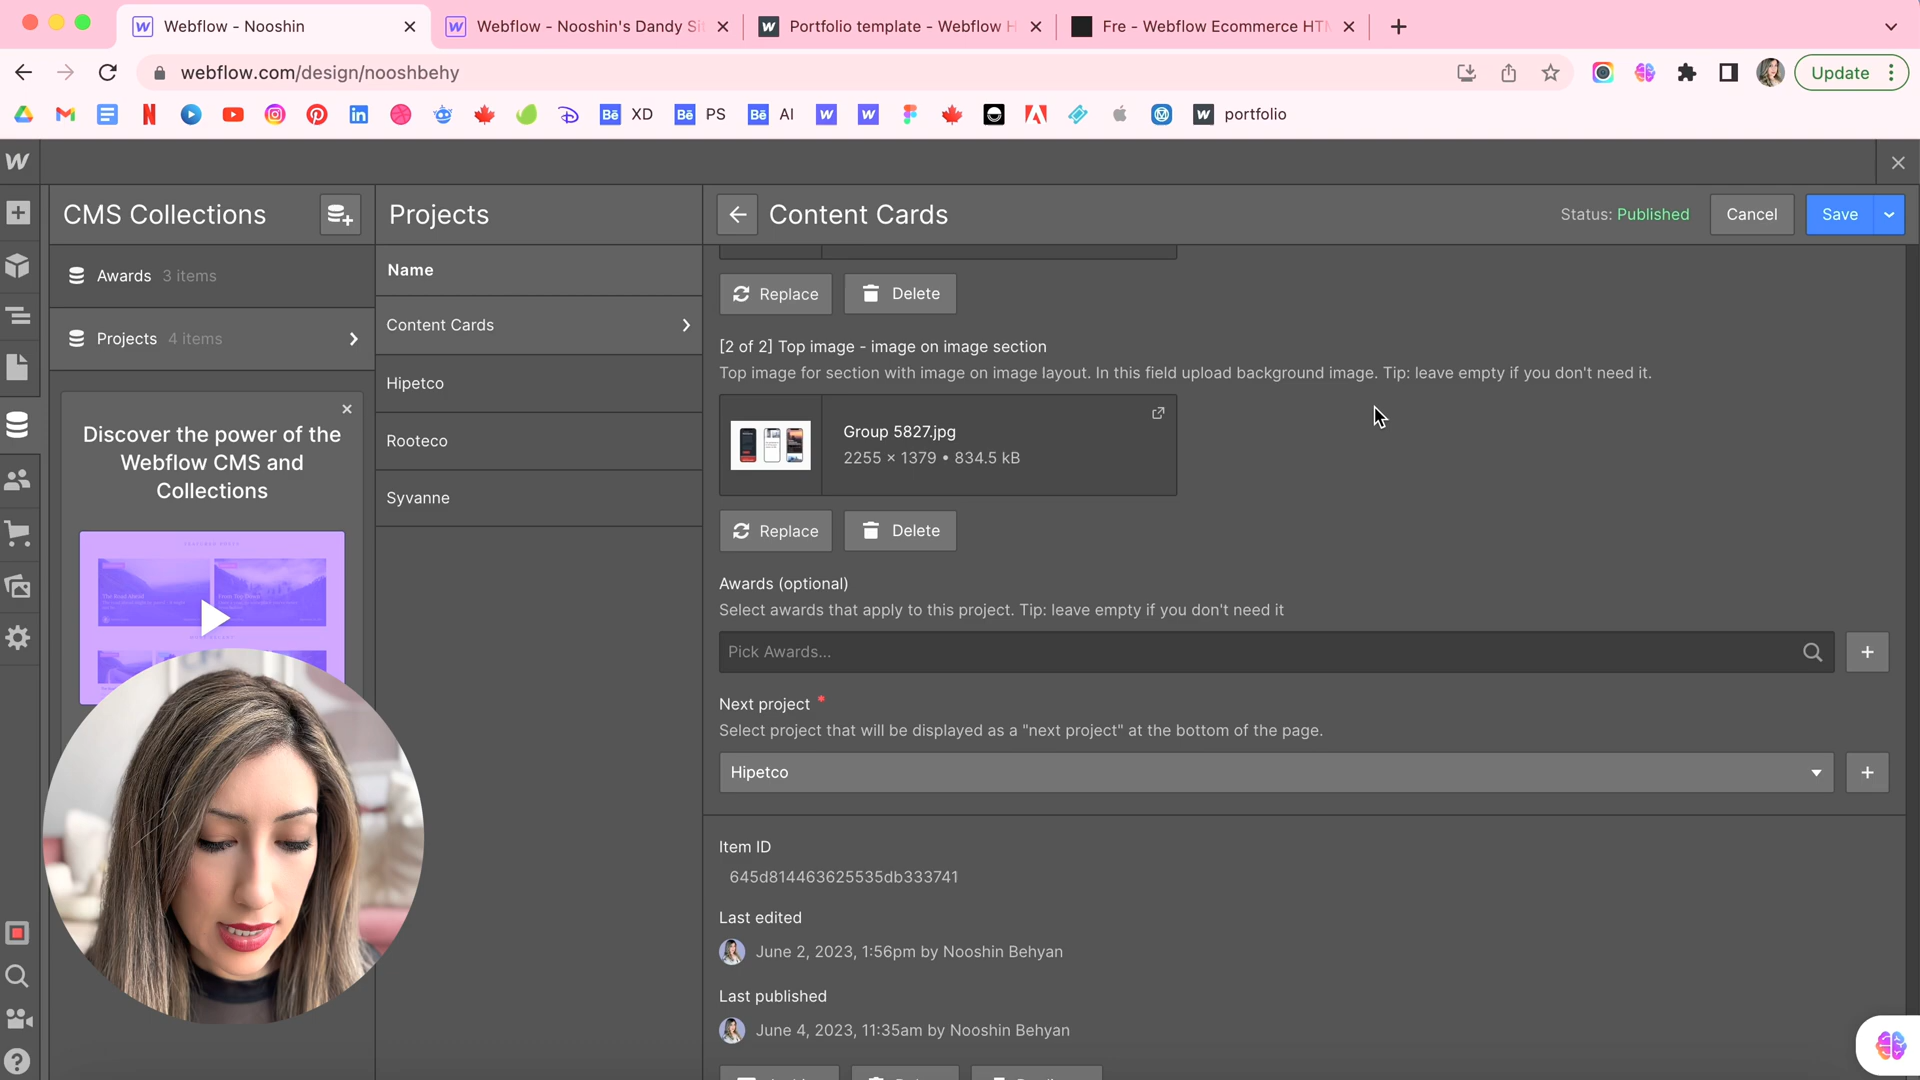 Webflow - Nooshin
Webflow - Nooshin's Dandy Sit
Portfolio template - Webflow H
Fre - Webflow Ecommerce HTM
webflow.com/design/nooshbehy
Update
Bē XD
Bē PS
Bē AI
portfolio
CMS Collections
Projects
Content Cards
Status: Published
Cancel
Save
Awards 3 items
Name
Projects 4 items
Content Cards
Hipetco
Rooteco
Syvanne
Discover the power of the
Webflow CMS and
Collections
Replace
Delete
[2 of 2] Top image - image on image section
Top image for section with image on image layout. In this field upload background image. Tip: leave empty if you don't need it.
Group 5827.jpg
2255 × 1379 • 834.5 kB
Replace
Delete
Awards (optional)
Select awards that apply to this project. Tip: leave empty if you don't need it
Pick Awards...
Next project *
Select project that will be displayed as a "next project" at the bottom of the page.
Hipetco
Item ID
645d814463625535db333741
Last edited
June 2, 2023, 1:56pm by Nooshin Behyan
Last published
June 4, 2023, 11:35am by Nooshin Behyan